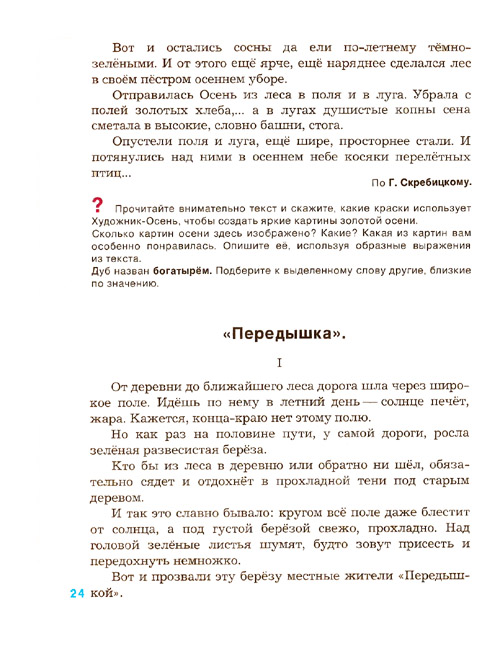 Вот и остались сосны да ели по-летнему тёмно-
зелёными. И от этого ещё ярче, ещё наряднее сделался лес
в своём пёстром осеннем уборе.
Отправилась Осень из леса в поля и в луга. Убрала с
полей золотых хлеба,... а в лугах душистые копны сена
сметала в высокие, словно башни, стога.
Опустели поля и луга, ещё шире, просторнее стали. И
потянулись над ними в осеннем небе косяки перелётных
птиц...
По Г. Скребицкому.
? Прочитайте внимательно текст и скажите, какие краски использует
Художник-Осень, чтобы создать яркие картины золотой осени.
Сколько картин осени здесь изображено? Какие? Какая из картин вам
особенно понравилась. Опишите её, используя образные выражения
из текста.
Дуб назван богатырём. Подберите к выделенному слову другие, близкие
по значению.
«Передышка».
I
От деревни до ближайшего леса дорога шла через широ-
кое поле. Идёшь по нему в летний день — солнце печёт,
жара. Кажется, конца-краю нет этому полю.
Но как раз на половине пути, у самой дороги, росла
зелёная развесистая берёза.
Кто бы из леса в деревню или обратно ни шёл, обяза-
тельно сядет и отдохнёт в прохладной тени под старым
деревом.
И так это славно бывало: кругом всё поле даже блестит
от солнца, а под густой берёзой свежо, прохладно. Над
головой зелёные листья шумят, будто зовут присесть и
передохнуть немножко.
Вот и прозвали эту берёзу местные жители «Передыш-
24 кой».